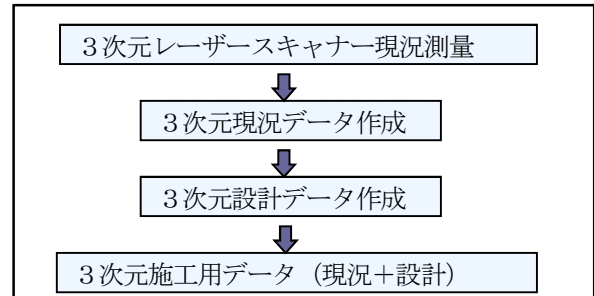 ３次元レーザースキャナー現況測量
３次元現況データ作成
３次元設計データ作成
３次元施工用データ（現況＋設計）